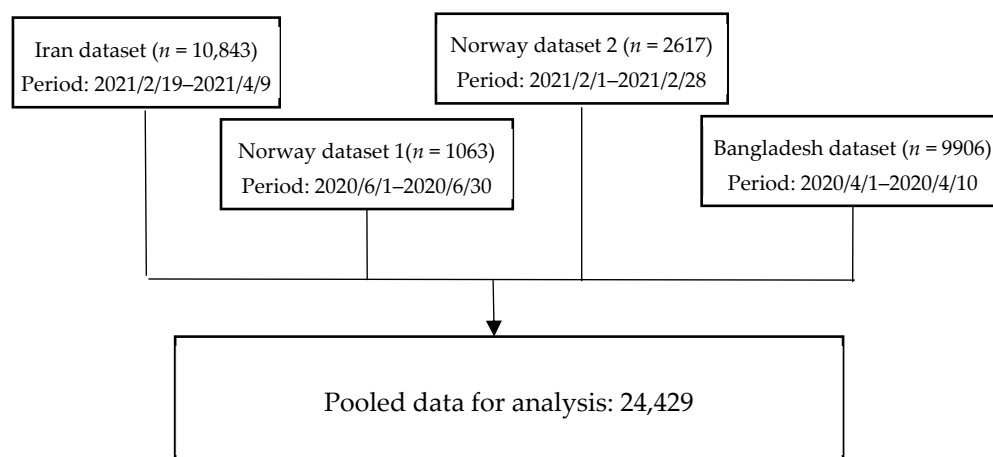 Iran dataset (n = 10,843)
Period: 2021/2/19–2021/4/9
Norway dataset 2 (n = 2617)
Period: 2021/2/1–2021/2/28
Norway dataset 1(n = 1063)
Period: 2020/6/1–2020/6/30
Bangladesh dataset (n = 9906)
Period: 2020/4/1–2020/4/10
Pooled data for analysis: 24,429